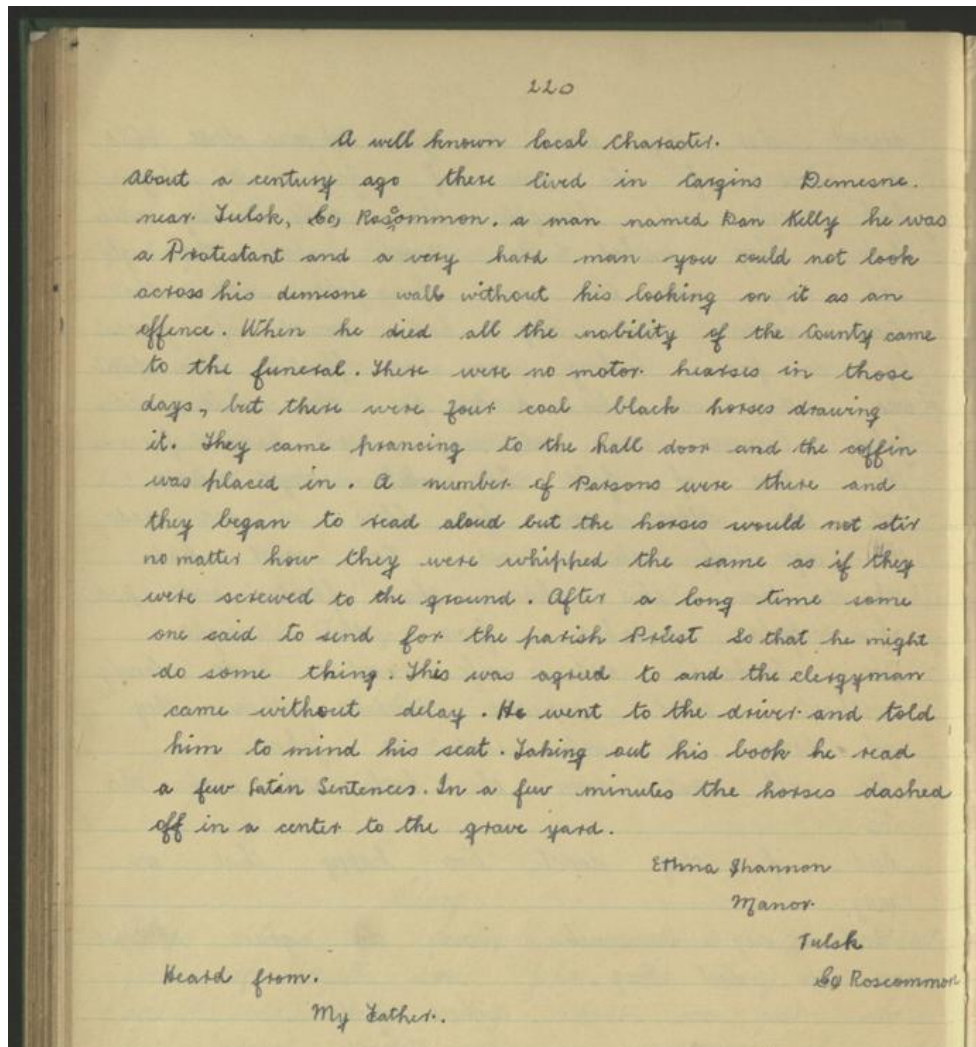 220
A well known local Character.
About a century ago there lived in Cargins Demesne.
near Tulsk, Co, Roscommon. a man named Dan Kelly he was
a Protestant and a very hard man you could not look
across his demesne wall without his looking on it as an
offence. When he died all the nobility of the County came
to the funeral. There were no motor hearses in those
days, but there were four coal black horses drawing
it. They came prancing to the hall door and the coffin
was placed in. A number of Parsons were there and
they began to read aloud but the horses would not stir
no matter how they were whipped the same as if they
were screwed to the ground. After a long time some
one said to send for the parish Priest So that he might
do some thing. This was agreed to and the clergyman
came without delay. He went to the driver and told
him to mind his seat. Taking out his book he read
a few Latin Sentences. In a few minutes the horses dashed
off in a center to the grave yard.
Ethna Shannon
Manor.
Tulsk
Co Roscommon
Heard from.
My Father.